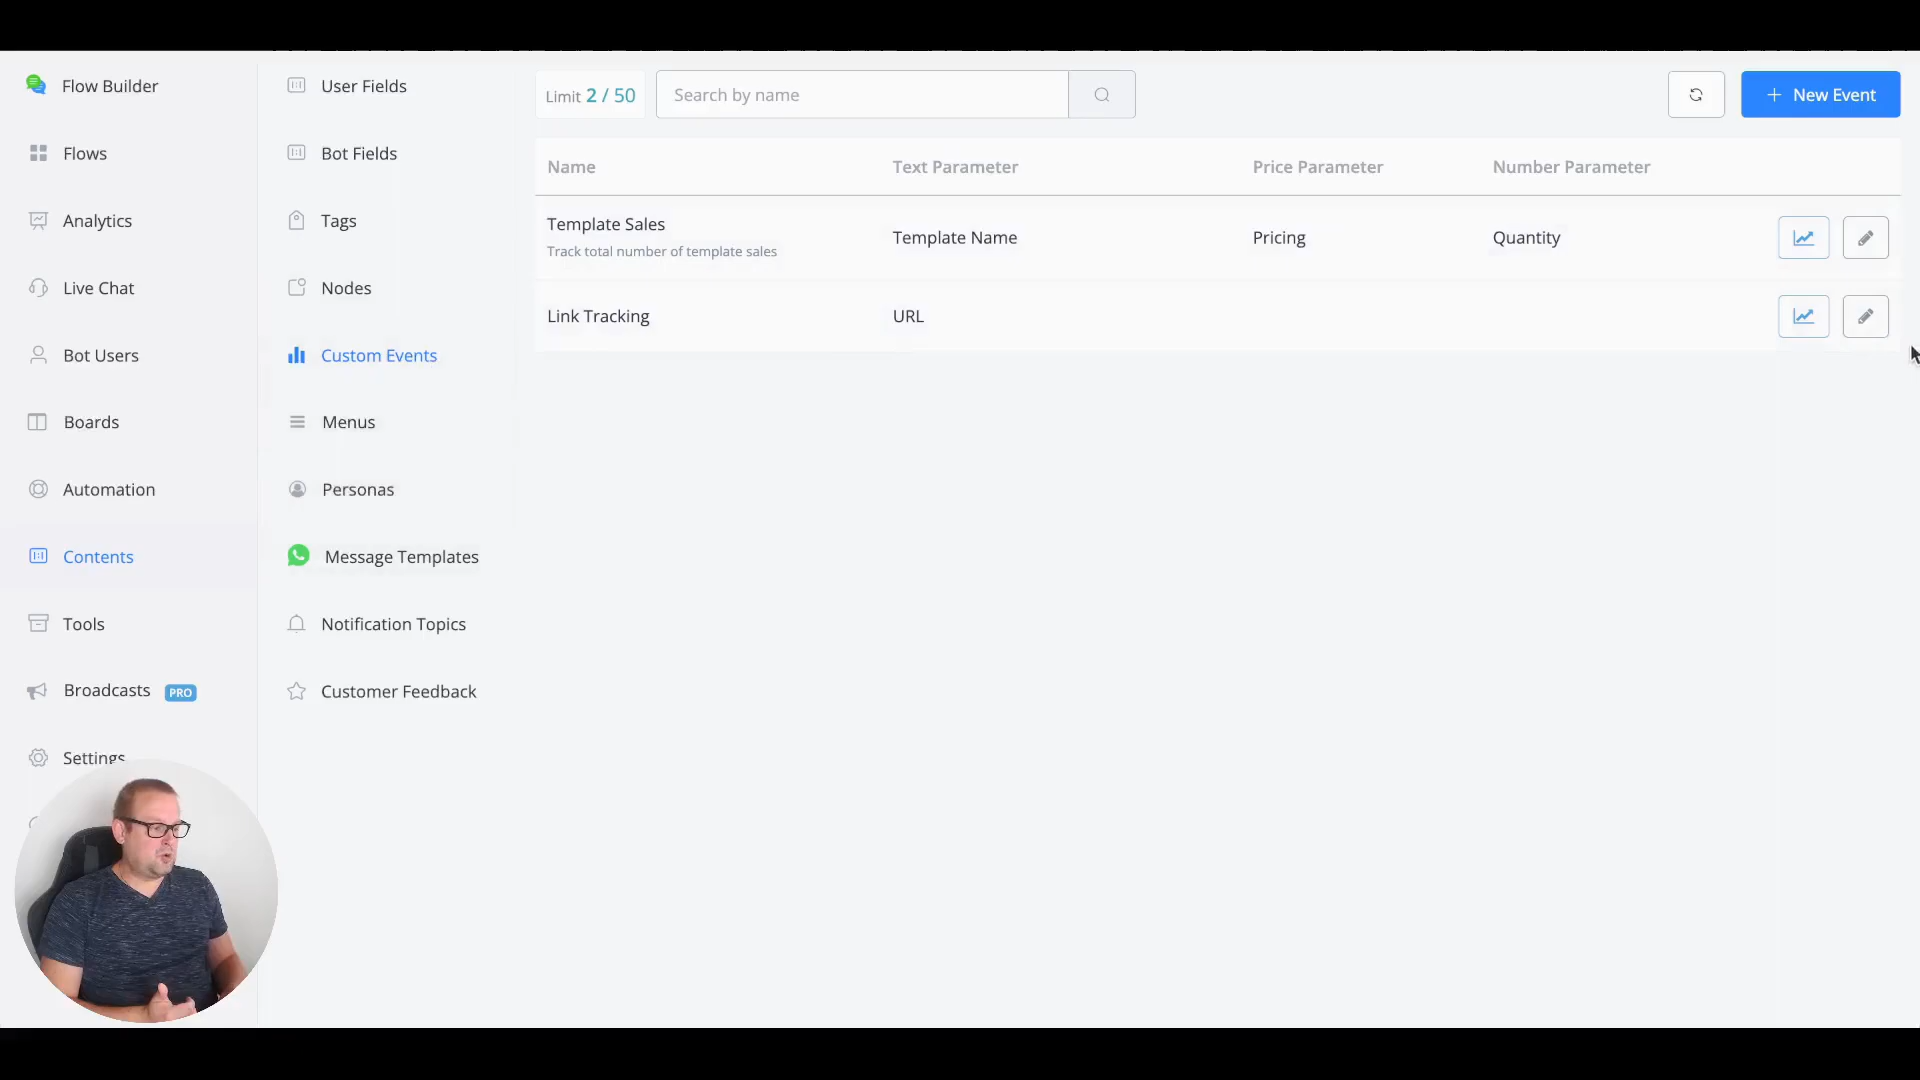 Flow Builder
Flows
Analytics
Live Chat
Bot Users
Boards
Automation
Contents
Tools
Broadcasts PRO
Settings
User Fields
Bot Fields
Tags
Nodes
Custom Events
Menus
Personas
Message Templates
Notification Topics
Customer Feedback
Limit 2 / 50
Search by name
+ New Event
Name Text Parameter Price Parameter Number Parameter
Template Sales
Track total number of template sales
Template Name Pricing Quantity
Link Tracking URL